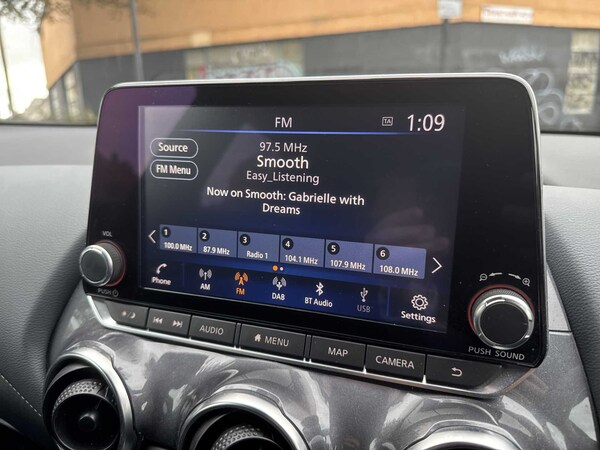 FM
TA
1:09
Source
97.5 MHz
Smooth
FM Menu
Easy_Listening
Now on Smooth: Gabrielle with
Dreams
1
100.0 MHz
2
87.9 MHz
3
Radio 1
4
104.1 MHz
5
107.9 MHz
6
108.0 MHz
VOL
Phone
AM
FM
DAB
BT Audio
USB
Settings
PUSH
AUDIO
MENU
MAP
CAMERA
PUSH SOUND